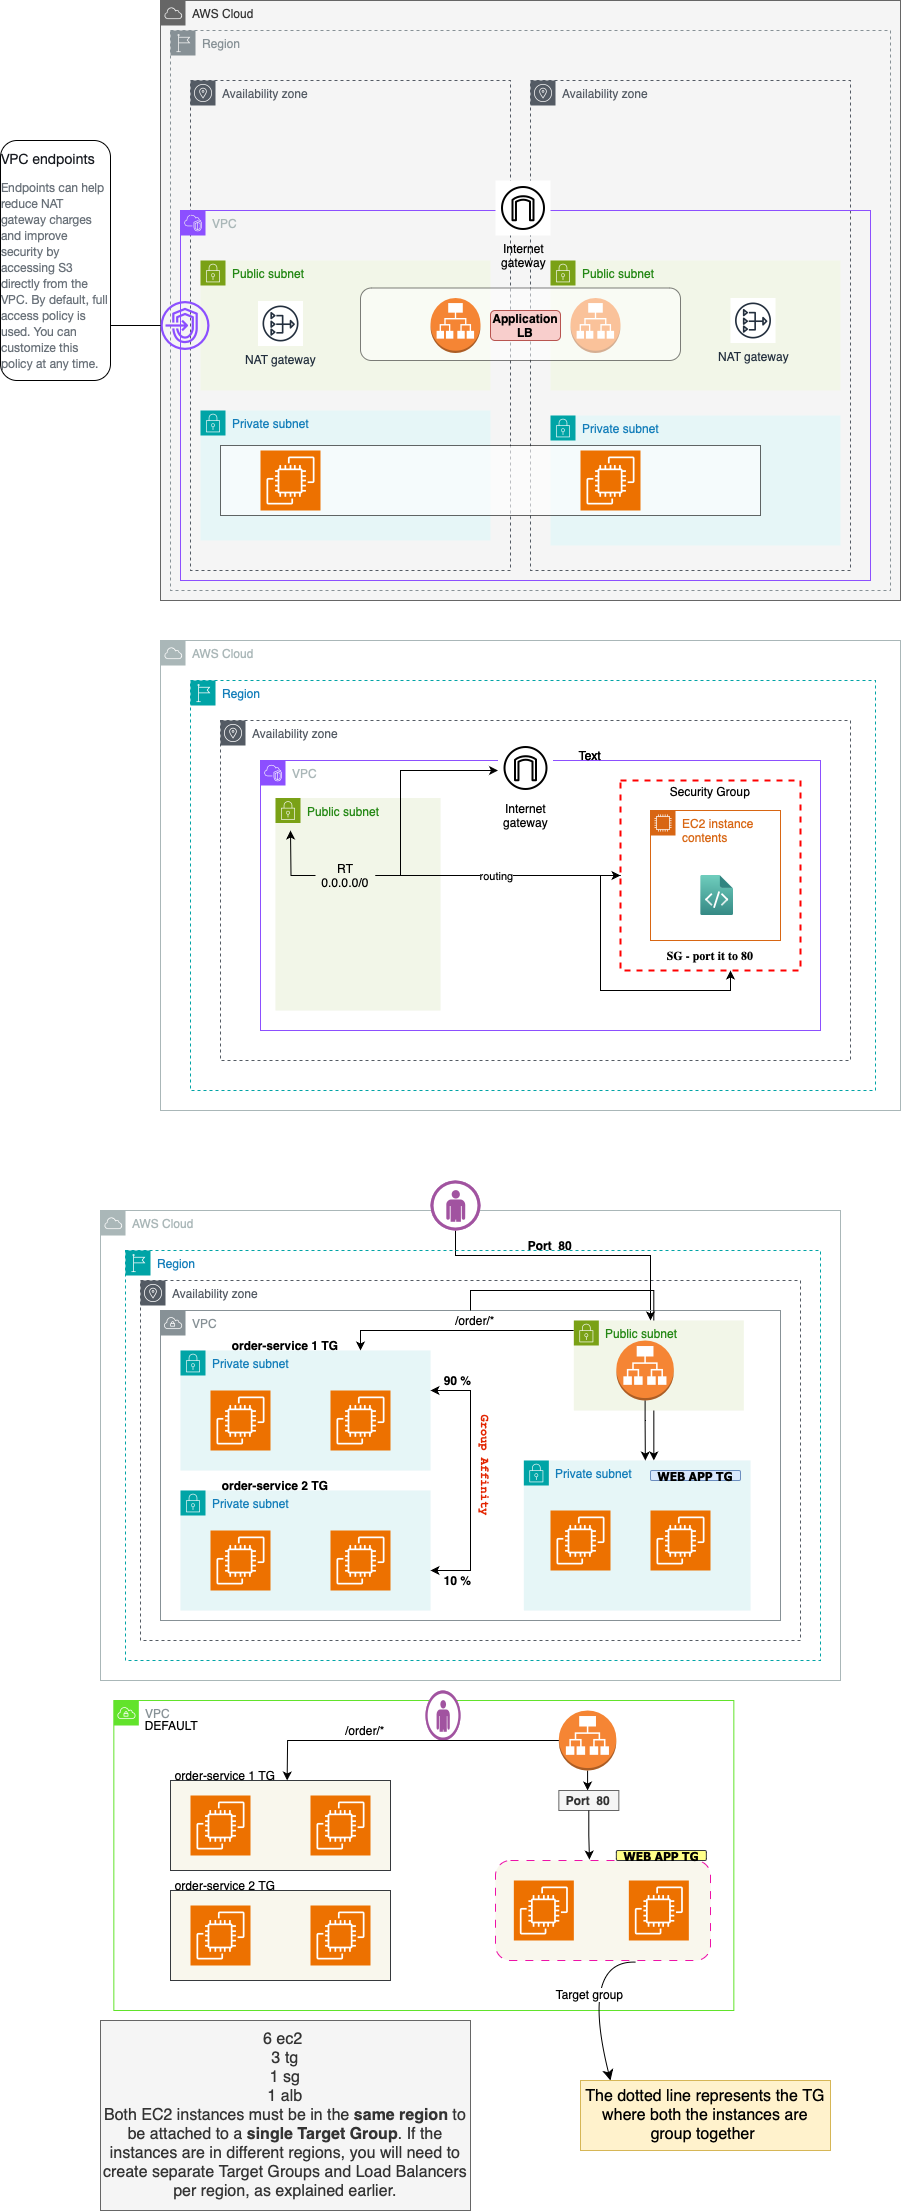 AWS Cloud
Region
Availability zone
Availability zone
VPC endpoints
Endpoints can help
reduce NAT
gateway charges
and improve
security by
accessing S3
directly from the
VPC. By default, full
access policy is
used. You can
customize this
policy at any time.
VPC
Internet
gateway
Public subnet
Public subnet
NAT gateway
Application
LB
NAT gateway
Private subnet
Private subnet
AWS Cloud
Region
Availability zone
VPC
Text
Internet
gateway
Public subnet
Security Group
EC2 instance
contents
RT
0.0.0.0/0
routing
SG - port it to 80
AWS Cloud
Port 80
Region
Availability zone
VPC
/order/*
Public subnet
order-service 1 TG
Private subnet
90 %
Group Affinity
order-service 2 TG
Private subnet
10 %
Private subnet
WEB APP TG
VPC
DEFAULT
/order/*
order-service 1 TG
Port 80
WEB APP TG
order-service 2 TG
Target group
6 ec2
3 tg
1 sg
1 alb
Both EC2 instances must be in the same region to
be attached to a single Target Group. If the
instances are in different regions, you will need to
create separate Target Groups and Load Balancers
per region, as explained earlier.
The dotted line represents the TG
where both the instances are
group together